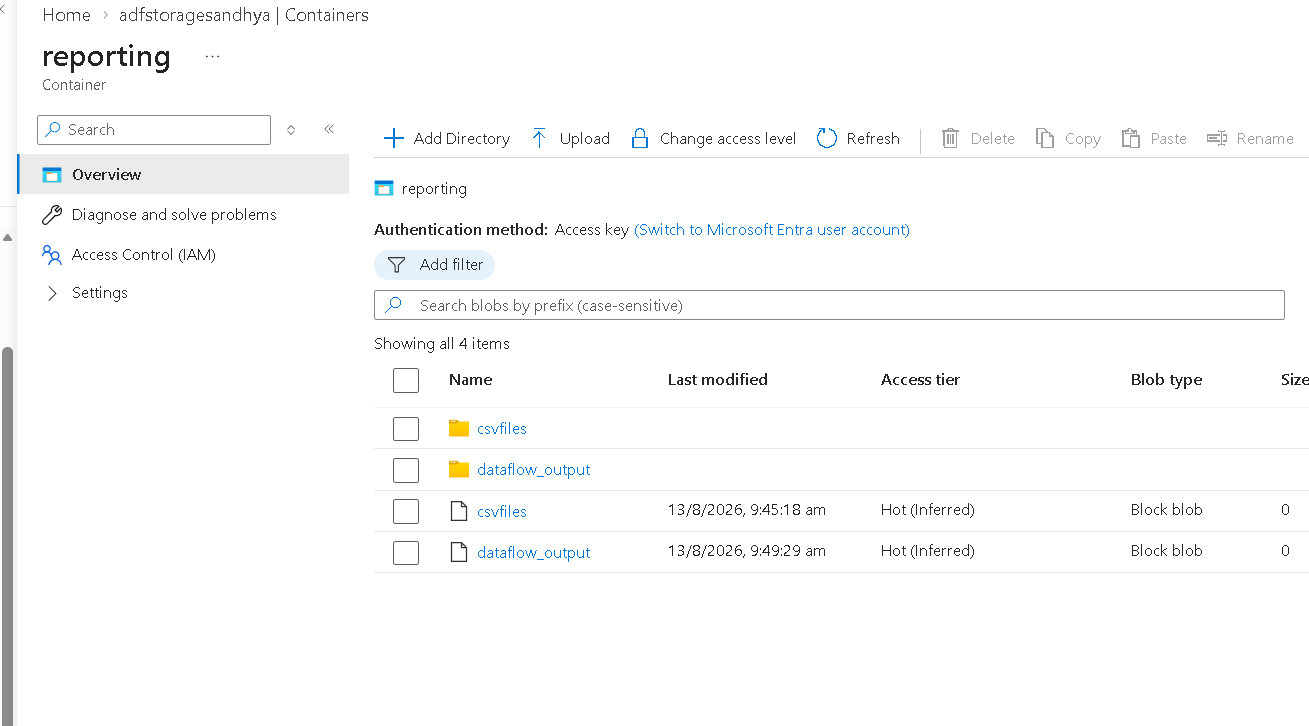 Home > adfstoragesandhya | Containers
reporting ...
Container
Search
Overview
Diagnose and solve problems
Access Control (IAM)
Settings
Add Directory Upload Change access level Refresh Delete Copy Paste Rename
reporting
Authentication method: Access key (Switch to Microsoft Entra user account)
Add filter
Search blobs by prefix (case-sensitive)
Showing all 4 items
Name Last modified Access tier Blob type Size
csvfiles
dataflow_output
csvfiles 13/8/2026, 9:45:18 am Hot (Inferred) Block blob 0
dataflow_output 13/8/2026, 9:49:29 am Hot (Inferred) Block blob 0